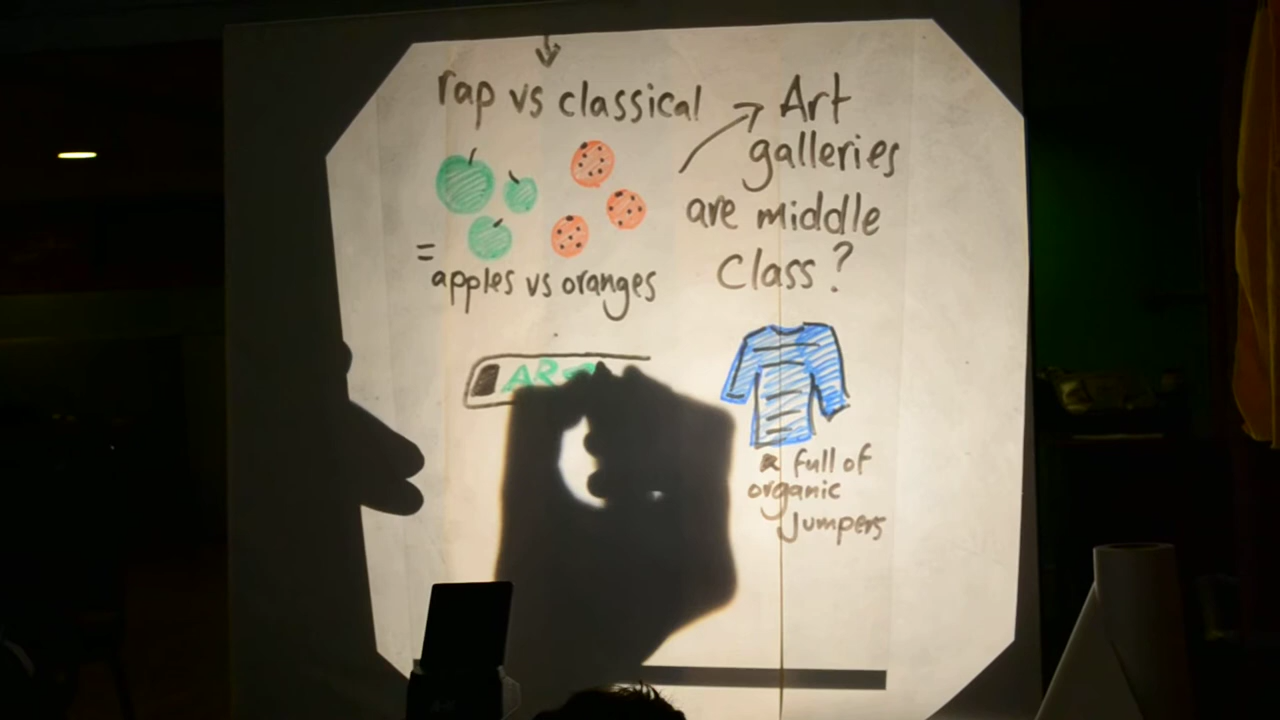 rap vs classical
=
apples vs oranges
Art
galleries
are middle
Class?
full of
organic
Jumpers